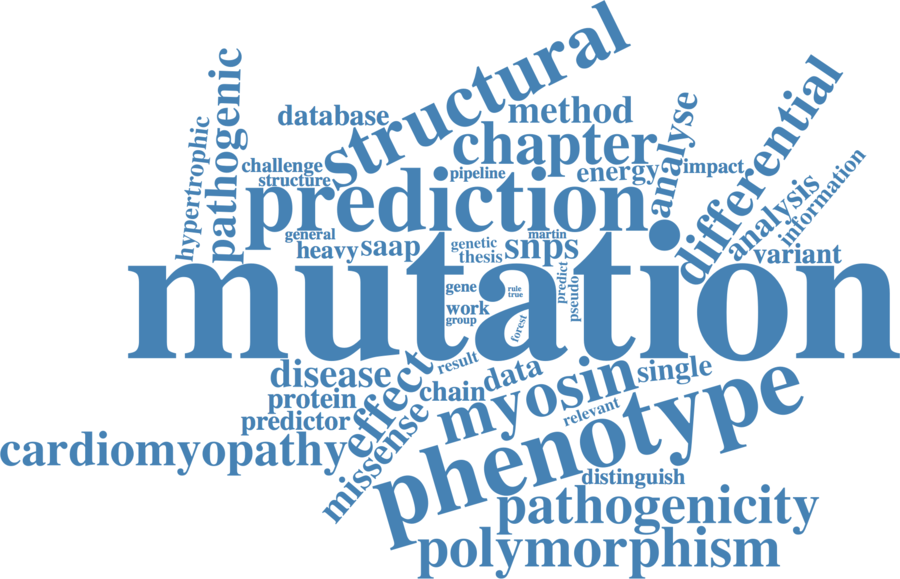 structural
pathogenic
differential
database
method
analyse
hypertrophic
chapter
challenge
pipeline
energy
impact
structure
information
prediction
analysis
general
martin
heavy
saap
genetic
snps
thesis
variant
mutation
gene
predict
pseudo
rule
true
work
group
forest
result
disease
effect
data
myosin
single
protein
chain
phenotype
predictor
missense
relevant
cardiomyopathy
distinguish
pathogenicity
polymorphism